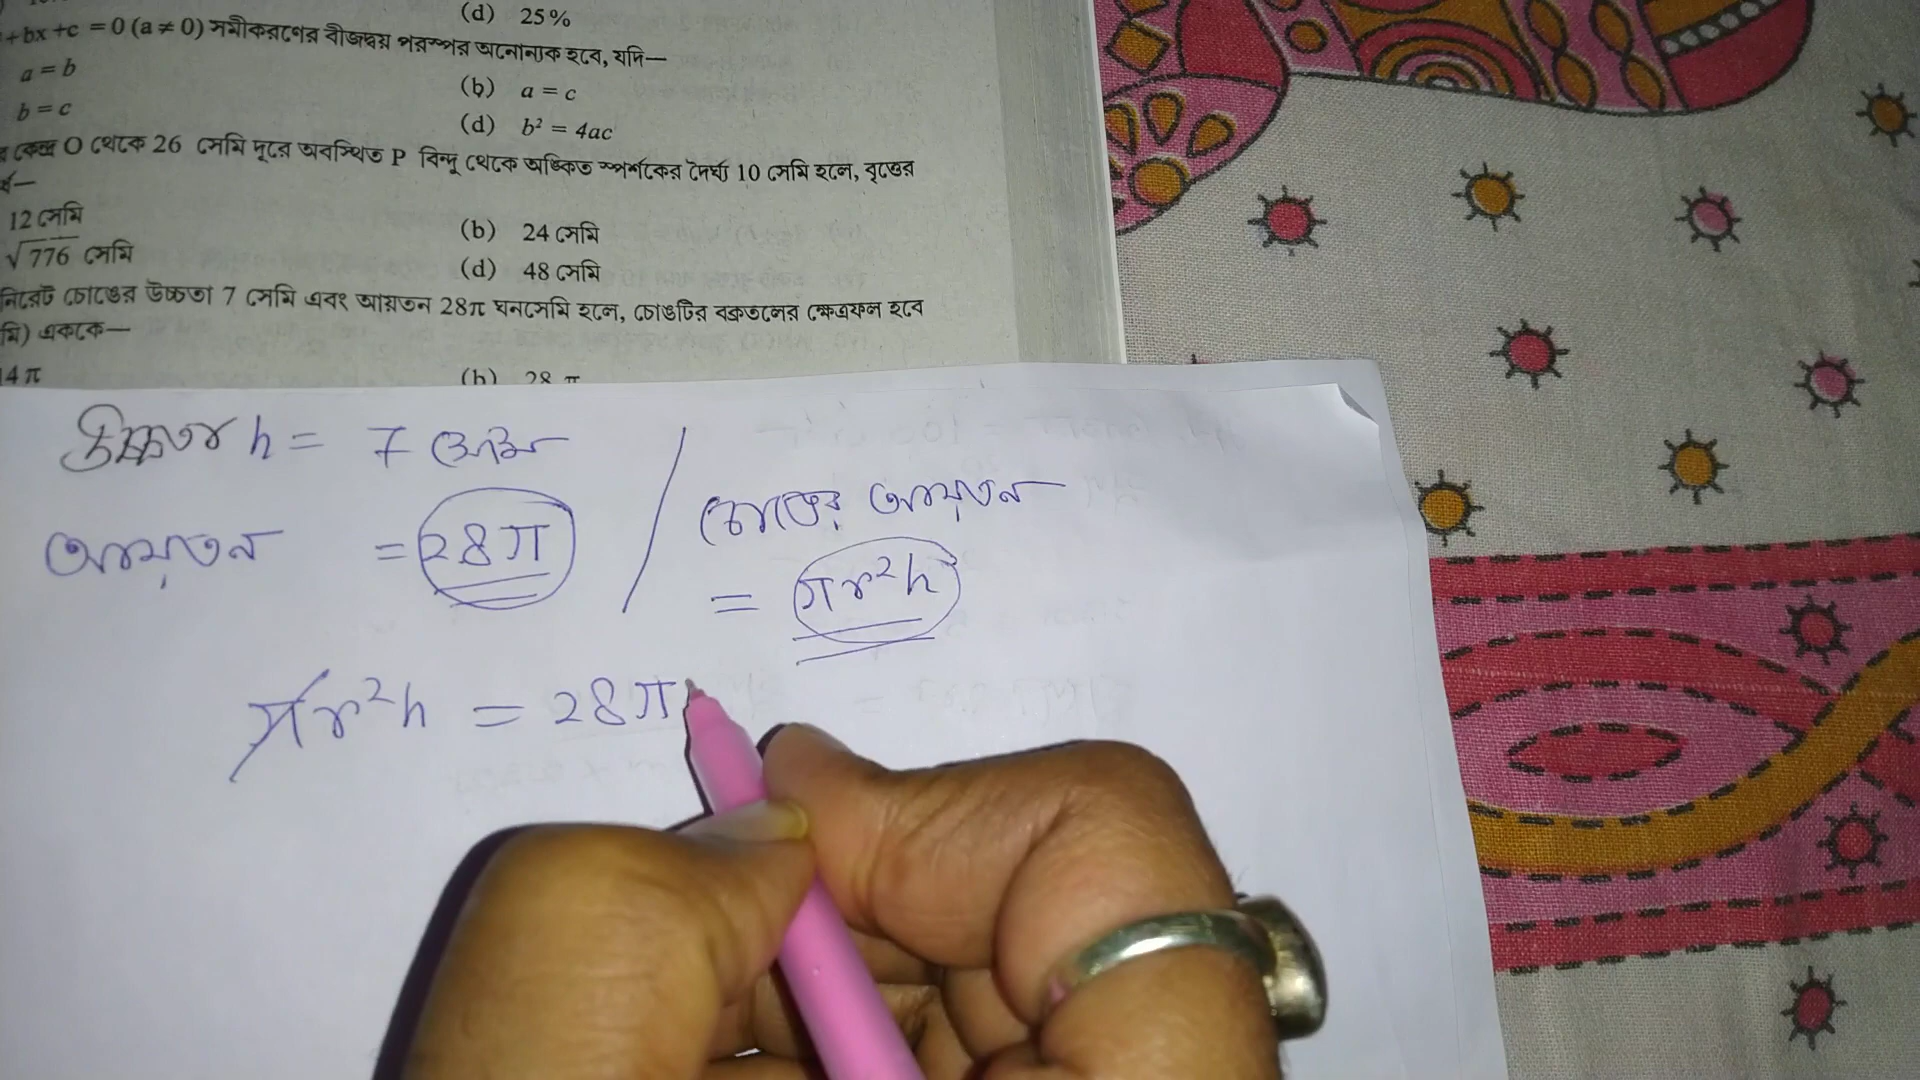 (d) 25%
+bx+c = 0 (a ≠ 0) সমীকরণের বীজদ্বয় পরস্পর অনোন্যক হবে, যদি—
a = b
(b) a = c
b = c
(d) b² = 4ac
কেন্দ্র O থেকে 26 সেমি দূরে অবস্থিত P বিন্দু থেকে অঙ্কিত স্পর্শকের দৈর্ঘ্য 10 সেমি হলে, বৃত্তের
12 সেমি
(b) 24 সেমি
√776 সেমি
(d) 48 সেমি
নিরেট চোঙের উচ্চতা 7 সেমি এবং আয়তন 28π ঘনসেমি হলে, চোঙটির বক্রতলের ক্ষেত্রফল হবে
মি) এককে—
14 π
(b) 28 π
উচ্চতা h = 7 সেমি
আয়তন = 28π
চোঙের আয়তন
= πr²h
πr²h = 28π